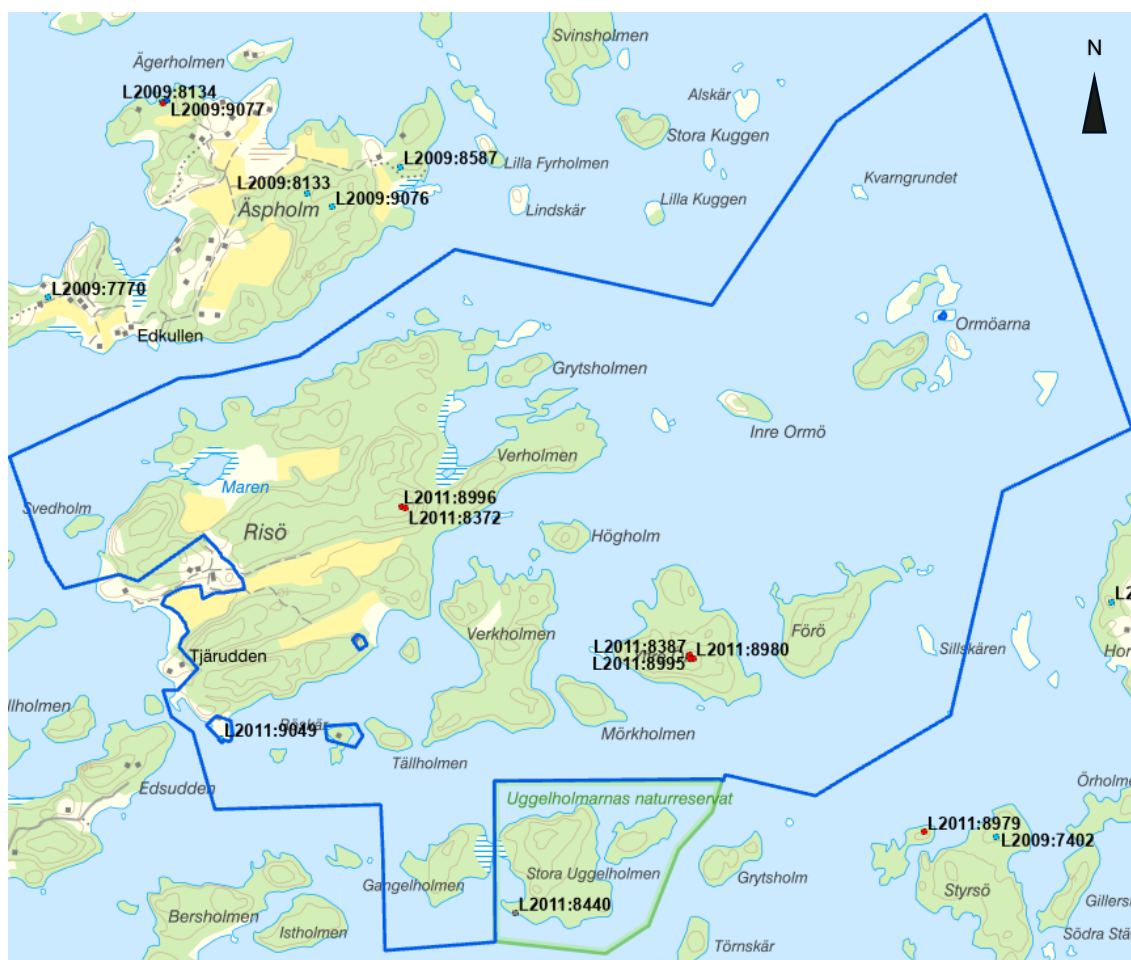 Svinsholmen
N
Ägerholmen
L2009:8134
L2009:9077
Alskär
Stora Kuggen
L2009:8587
Lilla Fyrholmen
Kvarngrundet
L2009:8133
L2009:9076
Lilla Kuggen
Äspholm
Lindskär
L2009:7770
Ormöarna
Edkullen
Grytsholmen
Inre Ormö
Verholmen
Maren
L2011:8996
Svedholm
L2011:8372
Risö
Högholm
Verkholmen
Förö
L2011:8387
L2011:8980
Sillskären
L2011:8995
Tjärudden
L2011:9049
Mörkholmen
Tällholmen
Edsudden
Uggelholmarnas naturreservat
L2011:8979
L2009:7402
Stora Uggelholmen
Grytsholm
Gangelholmen
Styrsö
L2011:8440
Bersholmen
Istholmen
Törnskär